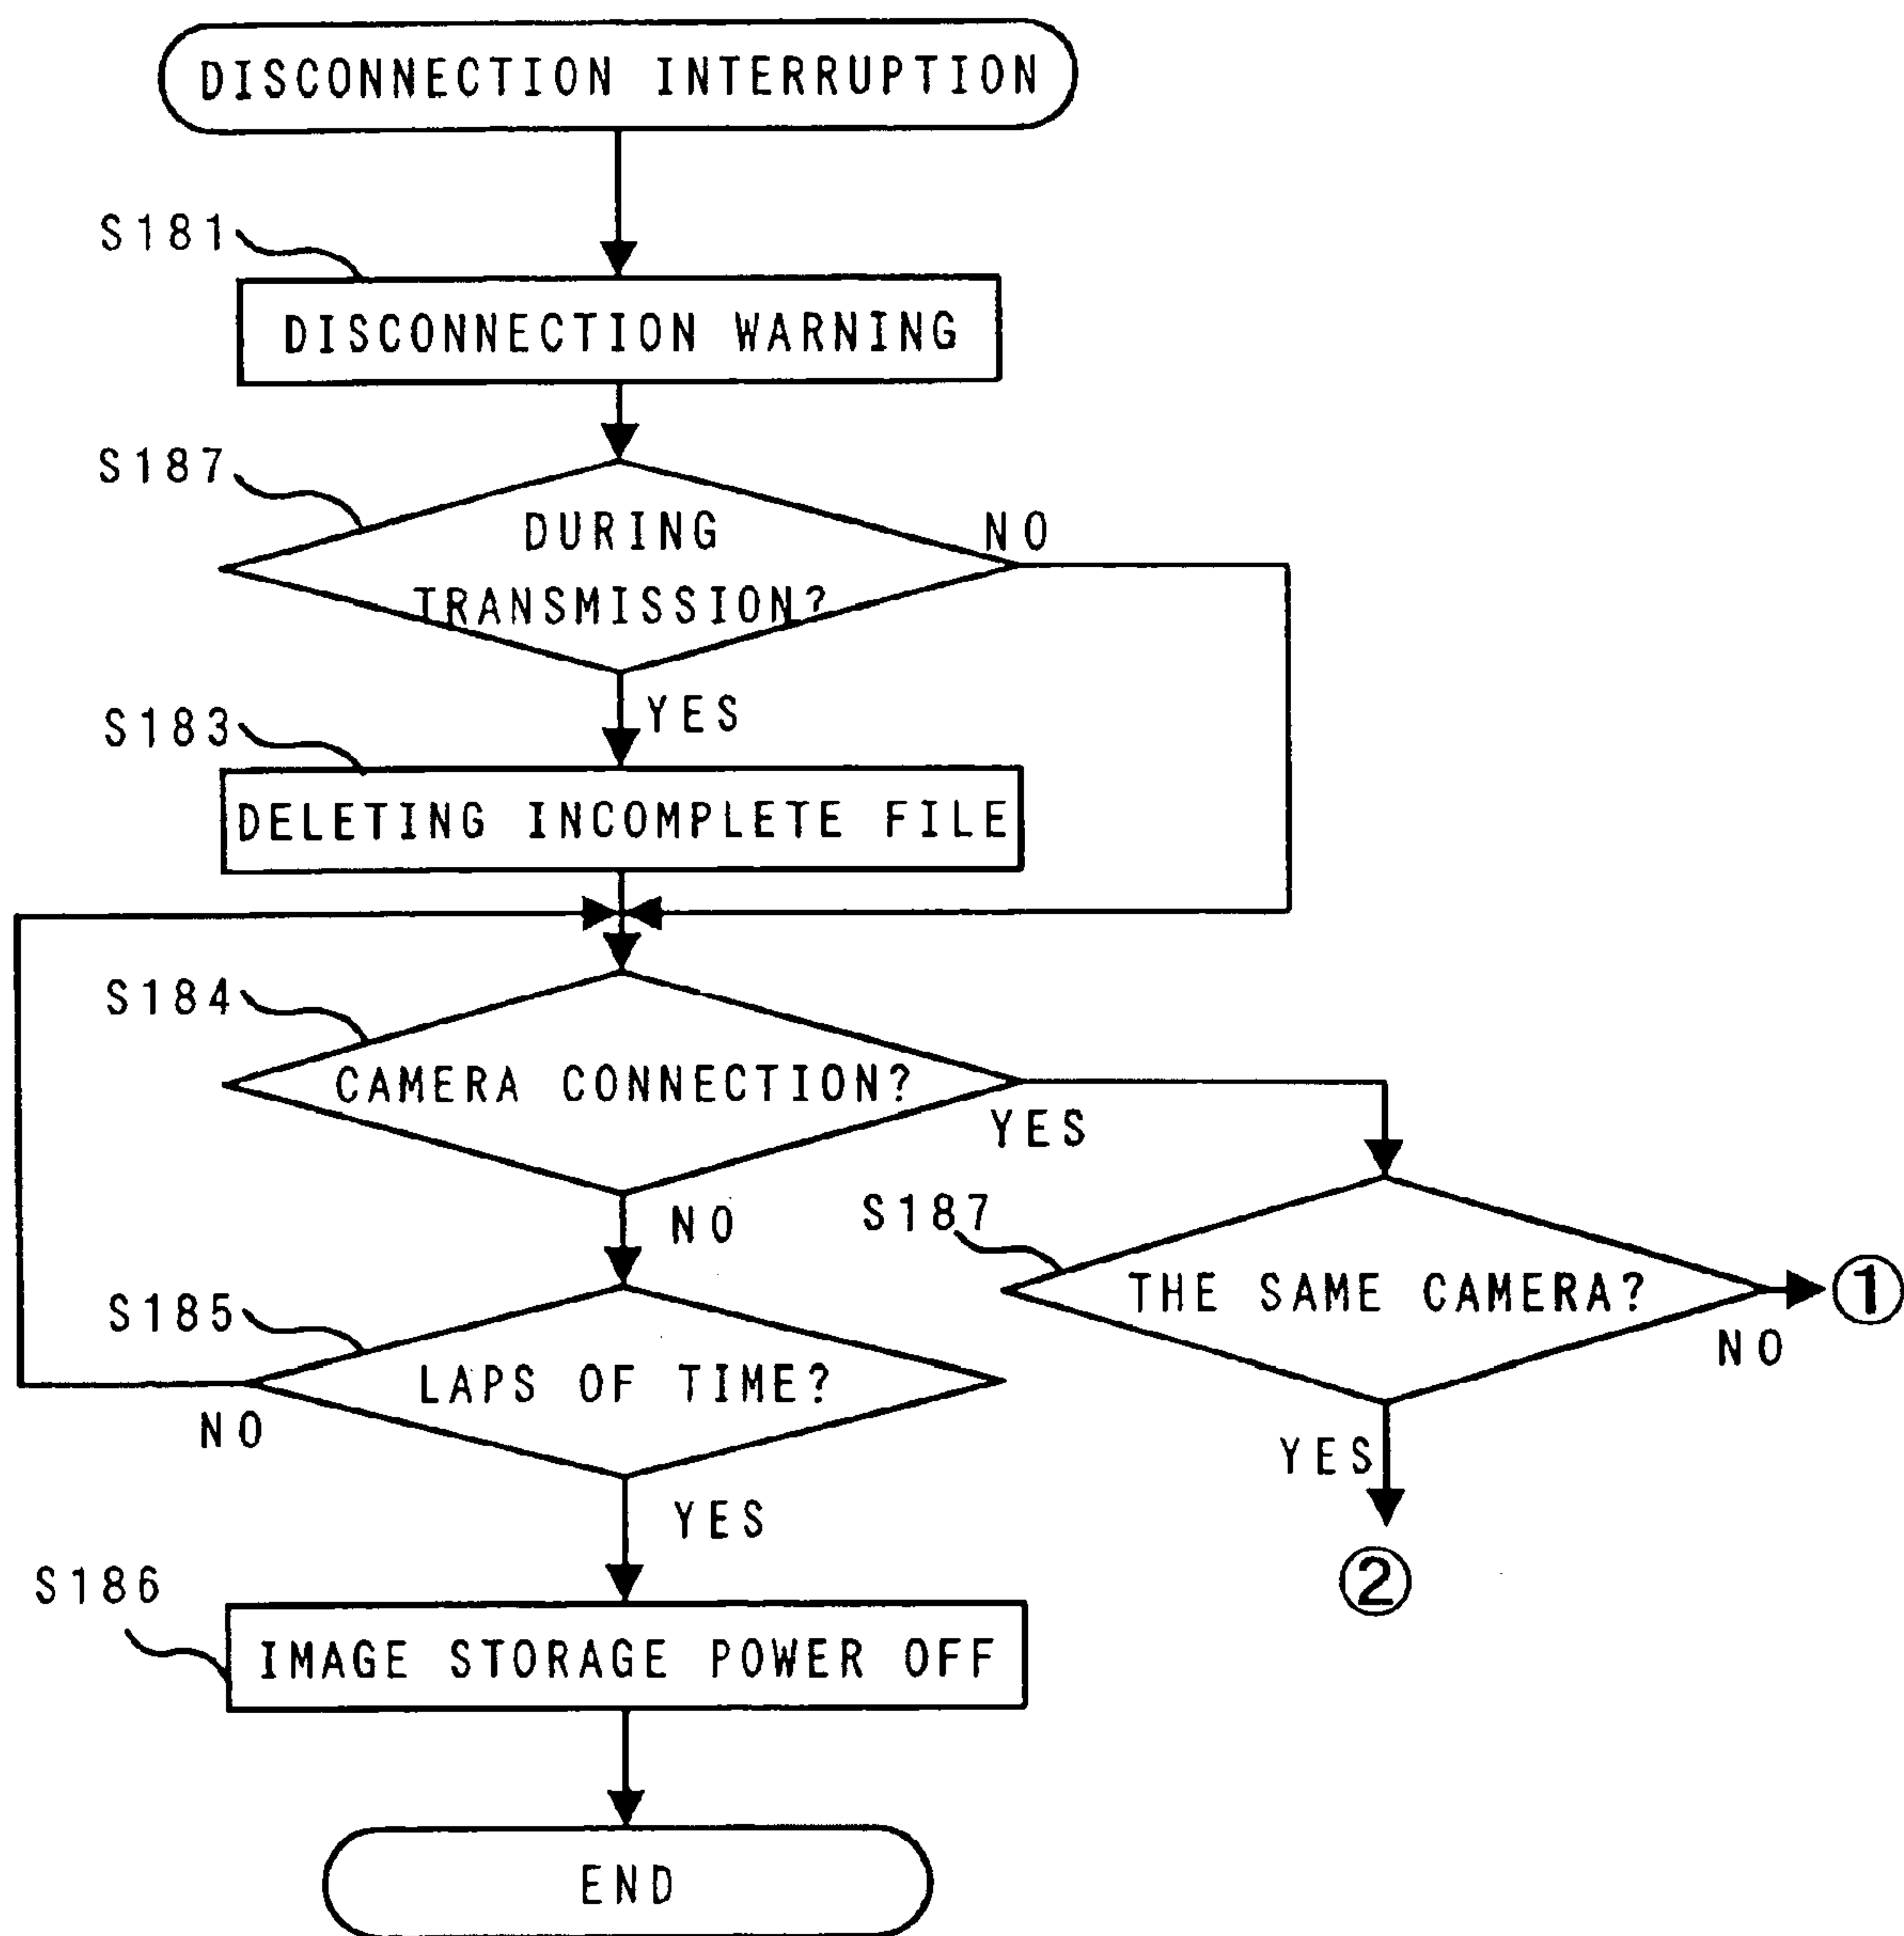 DISCONNECTION INTERRUPTION
S181
DISCONNECTION WARNING
S187
DURING
TRANSMISSION?
NO
YES
S183
DELETING INCOMPLETE FILE
S184
CAMERA CONNECTION?
YES
NO
S187
THE SAME CAMERA?
①
NO
YES
②
S185
LAPS OF TIME?
NO
YES
S186
IMAGE STORAGE POWER OFF
END